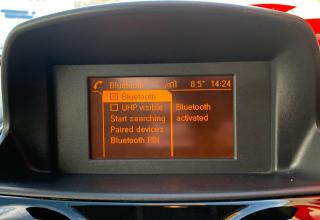 Bluetooth 8.5° 14:24
Bluetooth
UHP visible
Start searching
Paired devices
Bluetooth PIN
Bluetooth
activated